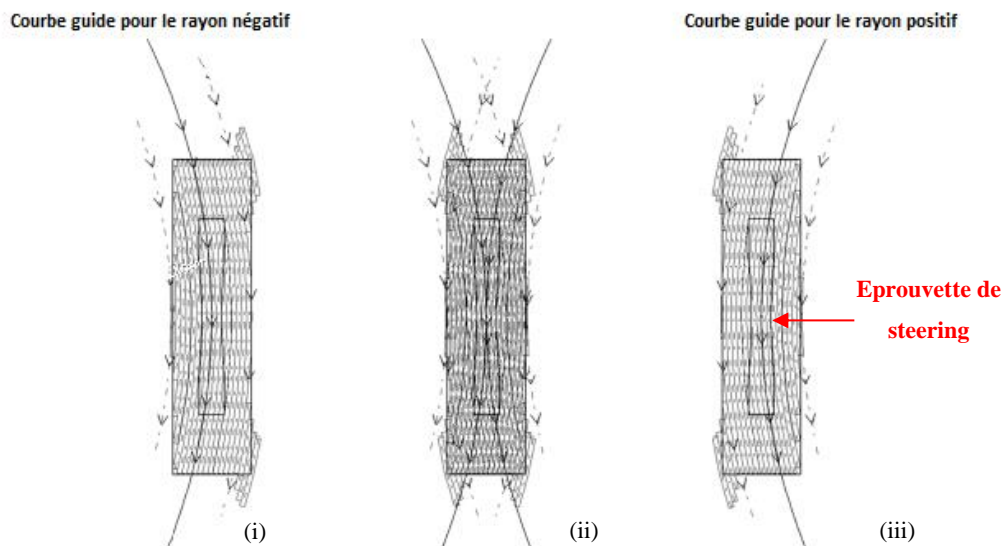 Courbe guide pour le rayon négatif
Courbe guide pour le rayon positif
Eprouvette de
steering
(i)
(ii)
(iii)